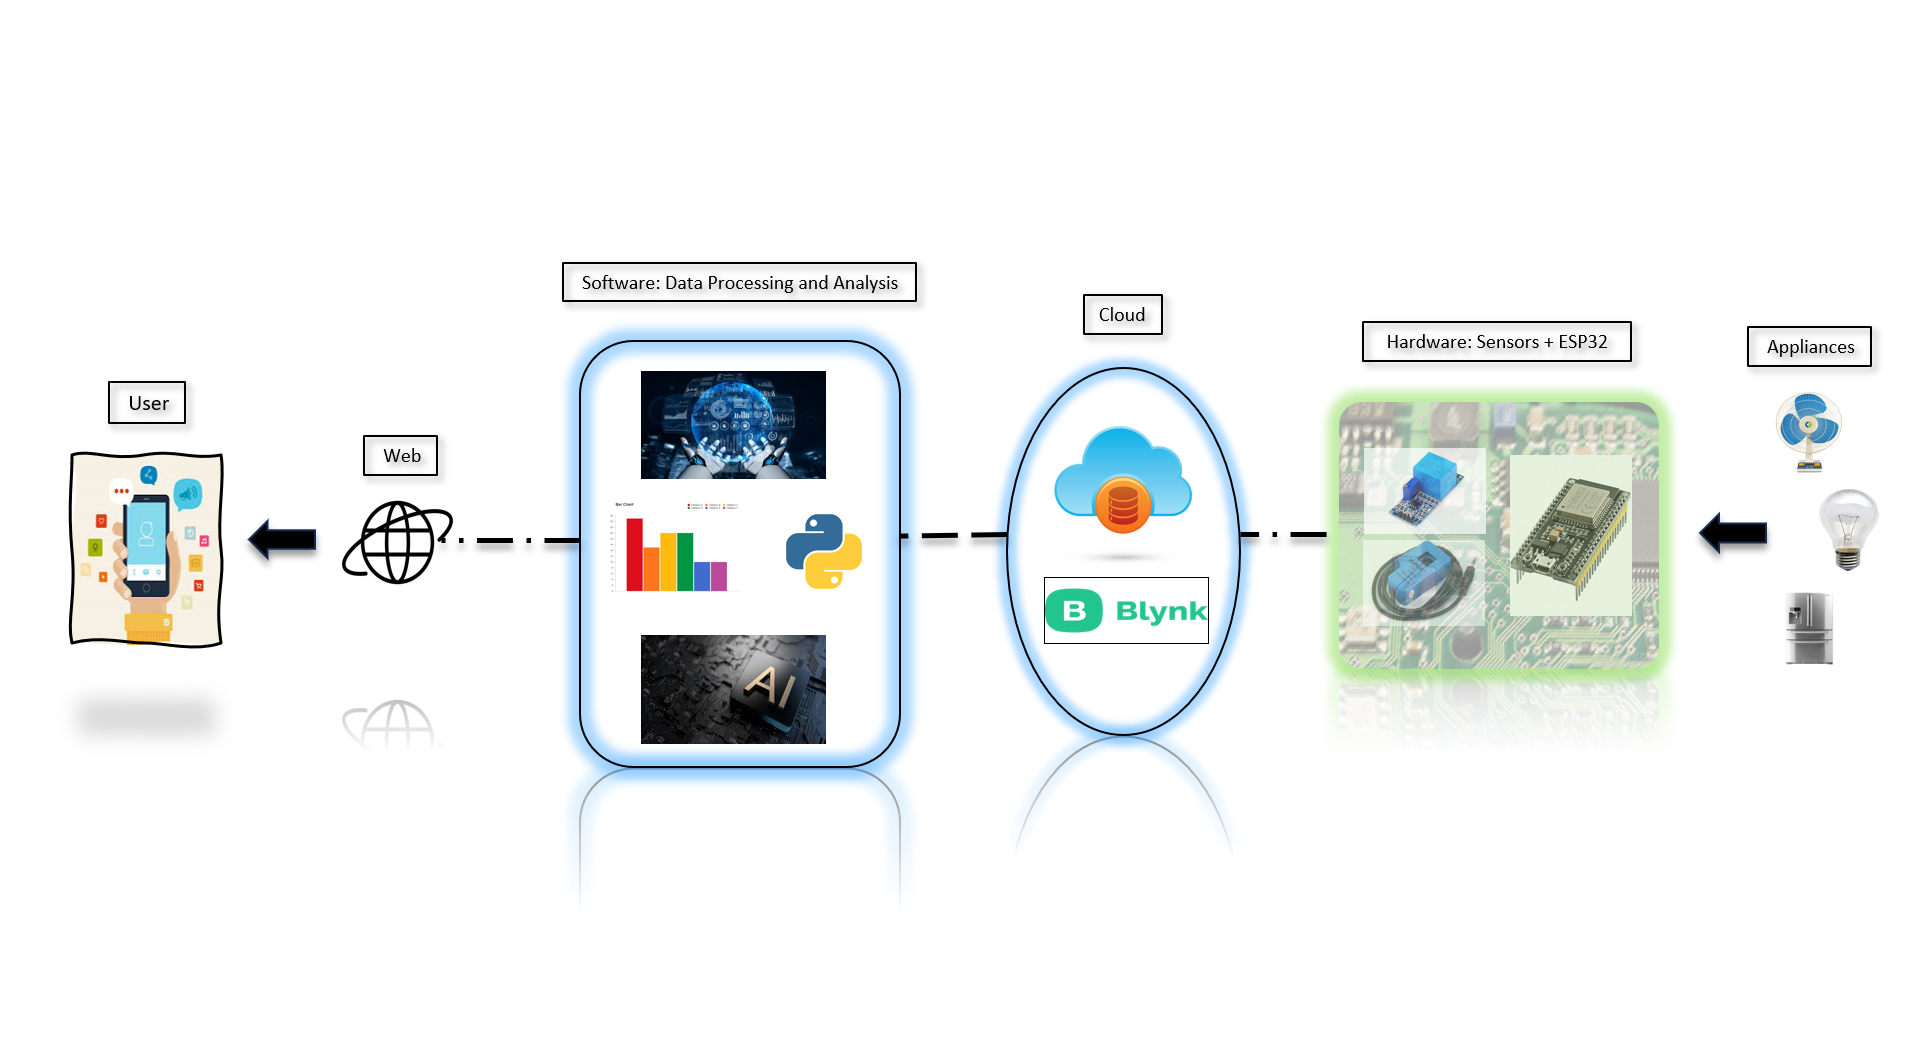 Software: Data Processing and Analysis
Cloud
Hardware: Sensors + ESP32
Appliances
User
Web
Bar Chart
AI
B Blynk